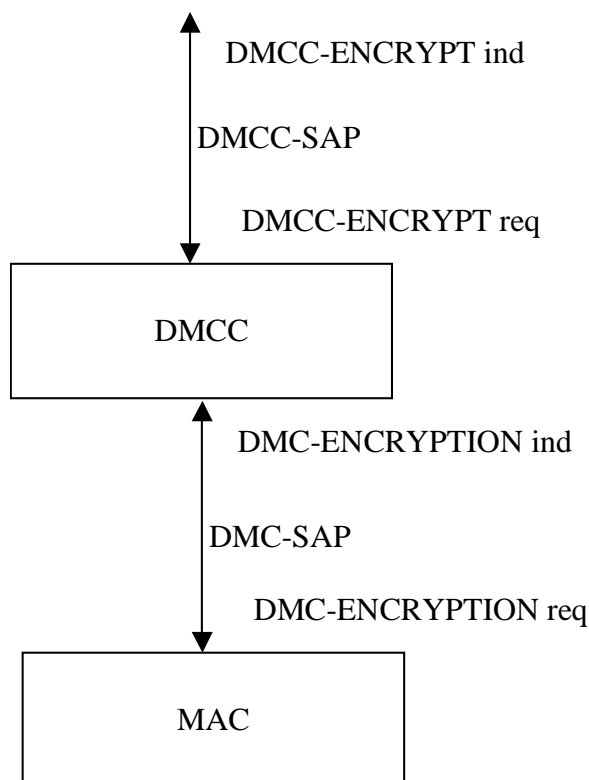 DMCC-ENCRYPT ind
DMCC-SAP
DMCC-ENCRYPT req
DMCC
DMC-ENCRYPTION ind
DMC-SAP
DMC-ENCRYPTION req
MAC